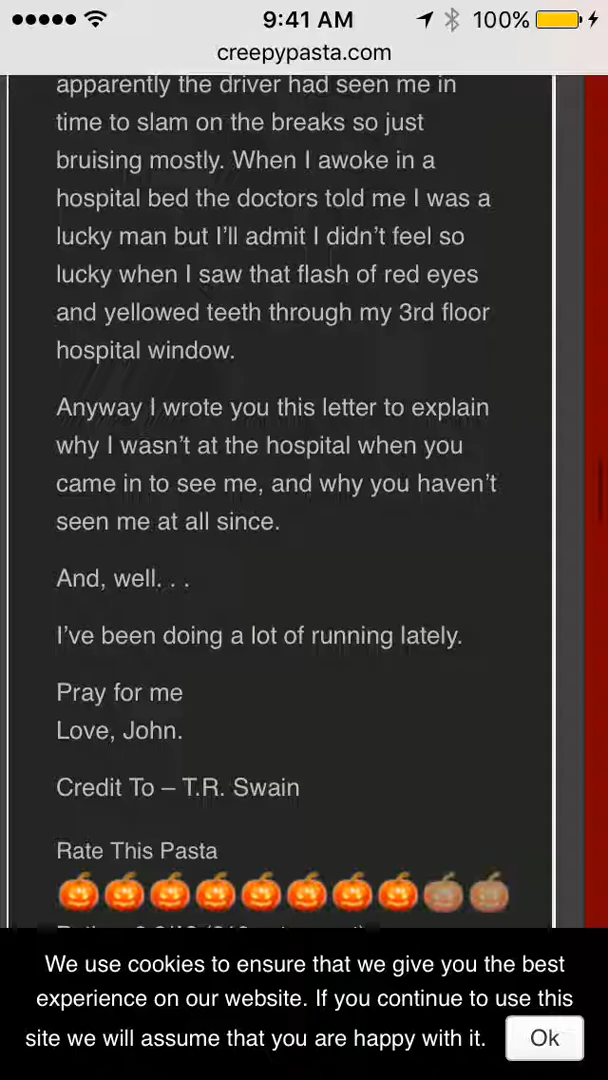 9:41 AM
100%
creepypasta.com
apparently the driver had seen me in
time to slam on the breaks so just
bruising mostly. When I awoke in a
hospital bed the doctors told me I was a
lucky man but I’ll admit I didn’t feel so
lucky when I saw that flash of red eyes
and yellowed teeth through my 3rd floor
hospital window.
Anyway I wrote you this letter to explain
why I wasn’t at the hospital when you
came in to see me, and why you haven’t
seen me at all since.
And, well. . .
I’ve been doing a lot of running lately.
Pray for me
Love, John.
Credit To – T.R. Swain
Rate This Pasta
We use cookies to ensure that we give you the best
experience on our website. If you continue to use this
site we will assume that you are happy with it.
Ok